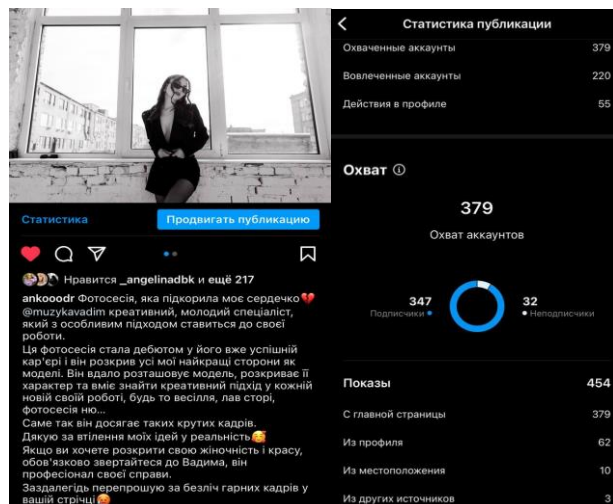 Статистика
Продвигать публикацию
Нравится _angelinadbk и ещё 217
ankooodr Фотосесія, яка підкорила моє сердечко💔
@muzykavadim креативний, молодий спеціаліст,
який з особливим підходом ставиться до своєї
роботи.
Ця фотосесія стала дебютом у його вже успішній
кар'єрі і він розкрив усі мої найкращі сторони як
моделі. Він вдало розташовує модель, розкриває її
характер та вміє знайти креативний підхід у кожній
новій своїй роботі, будь то весілля, лав сторі,
фотосесія ню...
Саме так він досягає таких крутих кадрів.
Дякую за втілення моїх ідей у реальність🥰
Якщо ви хочете розкрити свою жіночність і красу,
обов'язково звертайтеся до Вадима, він
професіонал своєї справи.
Заздалегідь перепрошую за безліч гарних кадрів у
вашій стрічці🥵
Статистика публикации
Охваченные аккаунты 379
Вовлеченные аккаунты 220
Действия в профиле 55
Охват
379
Охват аккаунтов
347
Подписчики
32
Неподписчики
Показы 454
С главной страницы 379
Из профиля 62
Из местоположения 10
Из других источников 3